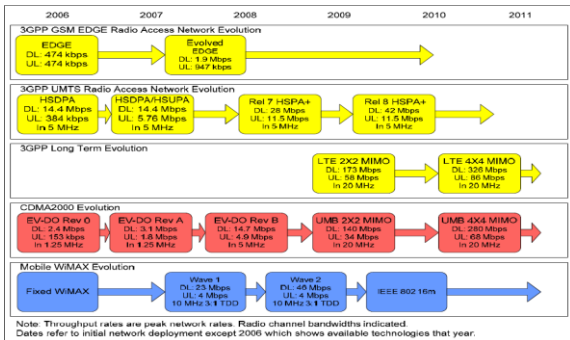 2006 2007 2008 2009 2010 2011
3GPP GSM EDGE Radio Access Network Evolution
EDGE
DL: 474 kbps
UL: 474 kbps
Evolved
EDGE
DL: 1.9 Mbps
UL: 947 kbps
3GPP UMTS Radio Access Network Evolution
HSDPA
DL: 14.4 Mbps
UL: 384 kbps
In 5 MHz
HSDPA/HSUPA
DL: 14.4 Mbps
UL: 5.76 Mbps
In 5 MHz
Rel 7 HSPA+
DL: 28 Mbps
UL: 11.5 Mbps
In 5 MHz
Rel 8 HSPA+
DL: 42 Mbps
UL: 11.5 Mbps
In 5 MHz
3GPP Long Term Evolution
LTE 2X2 MIMO
DL: 173 Mbps
UL: 58 Mbps
In 20 MHz
LTE 4X4 MIMO
DL: 326 Mbps
UL: 86 Mbps
In 20 MHz
CDMA2000 Evolution
EV-DO Rev 0
DL: 2.4 Mbps
UL: 153 kbps
In 1.25 MHz
EV-DO Rev A
DL: 3.1 Mbps
UL: 1.8 Mbps
In 1.25 MHz
EV-DO Rev B
DL: 14.7 Mbps
UL: 4.9 Mbps
In 5 MHz
UMB 2X2 MIMO
DL: 140 Mbps
UL: 34 Mbps
In 20 MHz
UMB 4X4 MIMO
DL: 280 Mbps
UL: 68 Mbps
In 20 MHz
Mobile WiMAX Evolution
Fixed WiMAX
Wave 1
DL: 23 Mbps
UL: 4 Mbps
10 MHz 3:1 TDD
Wave 2
DL: 46 Mbps
UL: 4 Mbps
10 MHz 3:1 TDD
IEEE 802.16m
Note: Throughput rates are peak network rates. Radio channel bandwidths indicated.
Dates refer to initial network deployment except 2006 which shows available technologies that year.